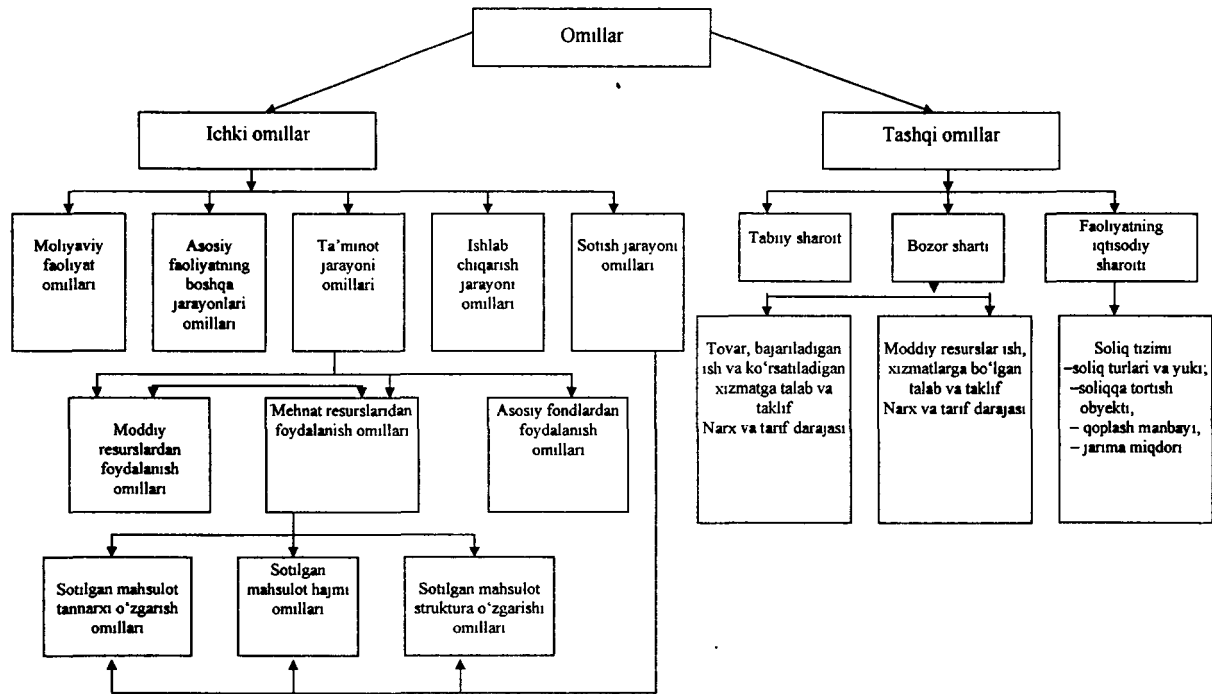 Omillar
Ichki omillar
Tashqi omillar
Moliyaviy
faoliyat
omillari
Asosiy
faoliyatning
boshqa
jarayonlari
omillari
Ta’minot
jarayoni
omillari
Ishlab
chiqarish
jarayoni
omillari
Sotish jarayoni
omillari
Tabiiy sharoit
Bozor sharti
Faoliyatning
iqtisodiy
sharoiti
Moddiy
resurslardan
foydalanish
omillari
Mehnat resurslaridan
foydalanish omillari
Asosiy fondlardan
foydalanish
omillari
Tovar, bajariladigan
ish va ko‘rsatiladigan
xizmatga talab va
taklif
Narx va tarif darajasi
Moddiy resurslar ish,
xizmatlarga bo‘lgan
talab va taklif
Narx va tarif darajasi
Soliq tizimi
–soliq turlari va yuki;
–soliqqa tortish
obyekti,
– qoplash manbayi,
– jarima miqdori
Sotilgan mahsulot
tannarxi o‘zgarish
omillari
Sotilgan
mahsulot hajmi
omillari
Sotilgan mahsulot
struktura o‘zgarishi
omillari